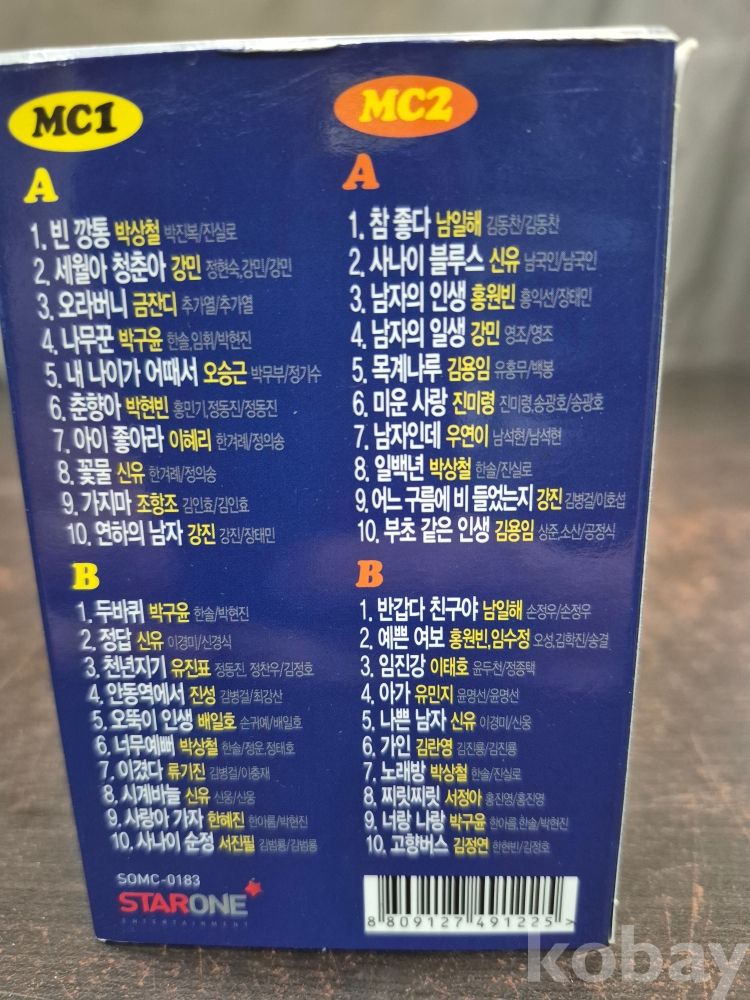 MC1
A
1. 빈 깡통 박상철 박진복/진실로
2. 세월아 청춘아 강민 정현숙,강민/강민
3. 오라버니 금잔디 추가열/추가열
4. 나무꾼 박구윤 한솔,임휘/박현진
5. 내 나이가 어때서 오승근 박무부/정기수
6. 춘향아 박현빈 홍민기,정동진/정동진
7. 아이 좋아라 이혜리 한겨레/정의송
8. 꽃물 신유 한겨레/정의송
9. 가지마 조항조 김인효/김인효
10. 연하의 남자 강진 강진/장태민
B
1. 두바퀴 박구윤 한솔/박현진
2. 정답 신유 이경미/신경식
3. 천년지기 유진표 정동진, 정찬우/김정호
4. 안동역에서 진성 김병걸/최강산
5. 오뚝이 인생 배일호 손귀예/배일호
6. 너무예뻐 박상철 한솔/정운,정태호
7. 이겼다 류기진 김병걸/이충재
8. 시계바늘 신유 신웅/신웅
9. 사랑아 가자 한혜진 한아름/박현진
10. 사나이 순정 서진필 김범룡/김범룡
SOMC-0183
STARONE
ENTERTAINMENT
MC2
A
1. 참 좋다 남일해 김동찬/김동찬
2. 사나이 블루스 신유 남국인/남국인
3. 남자의 인생 홍원빈 홍익선/장태민
4. 남자의 일생 강민 영조/영조
5. 목계나루 김용임 유홍무/백봉
6. 미운 사랑 진미령 진미령,송광호/송광호
7. 남자인데 우연이 남석현/남석현
8. 일백년 박상철 한솔/진실로
9. 어느 구름에 비 들었는지 강진 김병걸/이호섭
10. 부초 같은 인생 김용임 상준,소산/공정식
B
1. 반갑다 친구야 남일해 손정우/손정우
2. 예쁜 여보 홍원빈,임수정 오성,김학진/송결
3. 임진강 이태호 윤두천/정종택
4. 아가 유민지 윤명선/윤명선
5. 나쁜 남자 신유 이경미/신웅
6. 가인 김란영 김진룡/김진룡
7. 노래방 박상철 한솔/진실로
8. 찌릿찌릿 서정아 홍진영/홍진영
9. 너랑 나랑 박구윤 한아름,한솔/박현진
10. 고향버스 김정연 한현빈/김정호
8 809127 491225 >
kobay